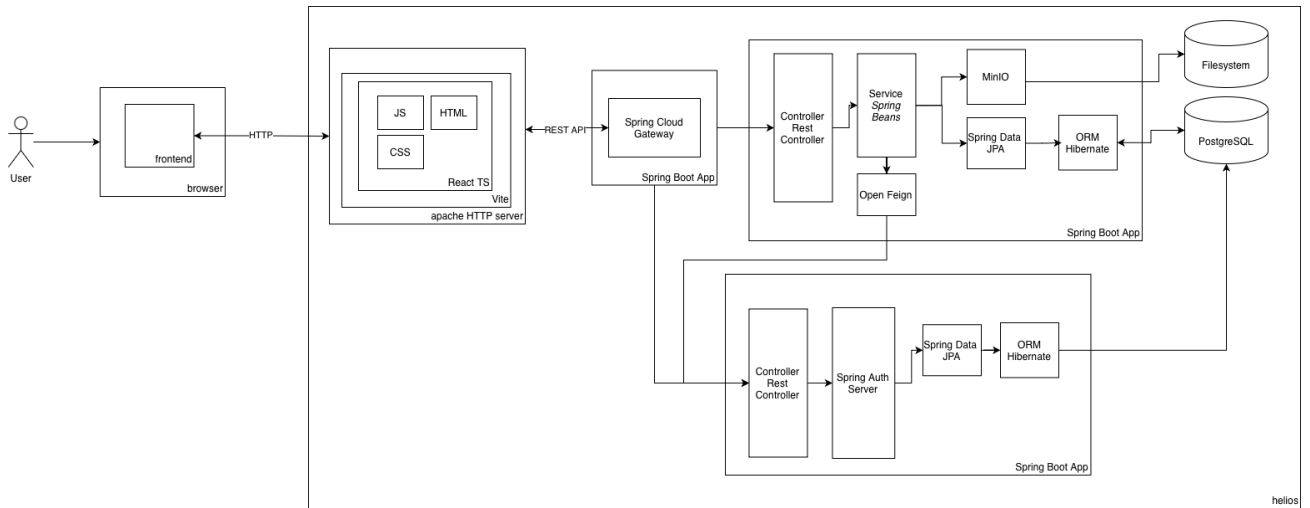 User
frontend
browser
HTTP
JS
HTML
CSS
React TS
Vite
apache HTTP server
REST API
Spring Cloud
Gateway
Spring Boot App
Controller
Rest
Controller
Service
Spring
Beans
Open Feign
MinIO
Spring Data
JPA
ORM
Hibernate
Spring Boot App
Filesystem
PostgreSQL
Controller
Rest
Controller
Spring Auth
Server
Spring Data
JPA
ORM
Hibernate
Spring Boot App
helios